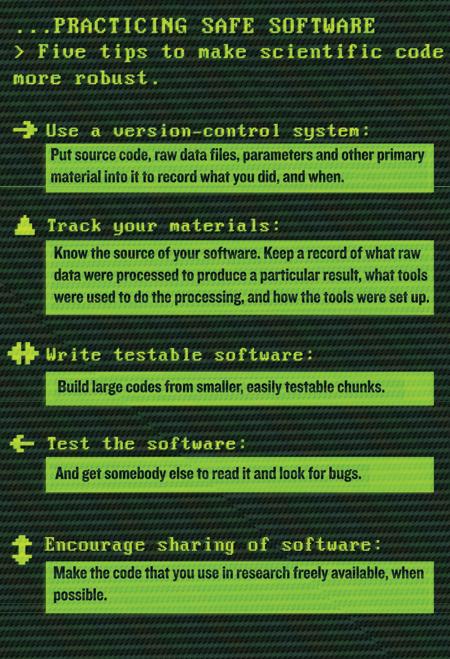 ...PRACTICING SAFE SOFTWARE
> Five tips to make scientific code
more robust.
Use a version-control system:
Put source code, raw data files, parameters and other primary
material into it to record what you did, and when.
Track your materials:
Know the source of your software. Keep a record of what raw
data were processed to produce a particular result, what tools
were used to do the processing, and how the tools were set up.
Write testable software:
Build large codes from smaller, easily testable chunks.
Test the software:
And get somebody else to read it and look for bugs.
Encourage sharing of software:
Make the code that you use in research freely available, when
possible.